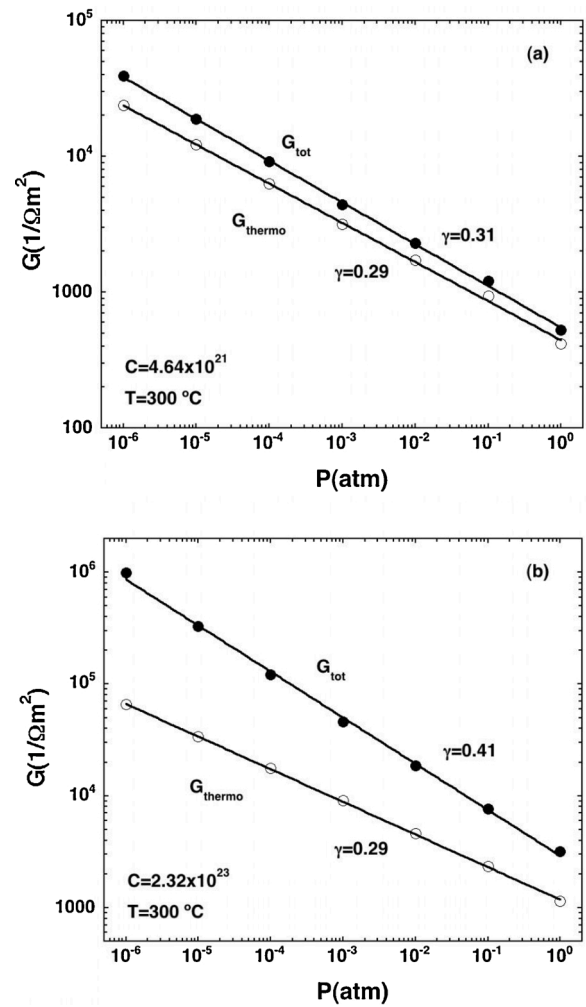 (a)
10^5
10^4
1000
100
G(1/Ωm^2)
G_tot
G_thermo
γ=0.31
γ=0.29
C=4.64x10^21
T=300 ºC
10^-6 10^-5 10^-4 10^-3 10^-2 10^-1 10^0
P(atm)
(b)
10^6
10^5
10^4
1000
G(1/Ωm^2)
G_tot
γ=0.41
G_thermo
γ=0.29
C=2.32x10^23
T=300 ºC
10^-6 10^-5 10^-4 10^-3 10^-2 10^-1 10^0
P(atm)